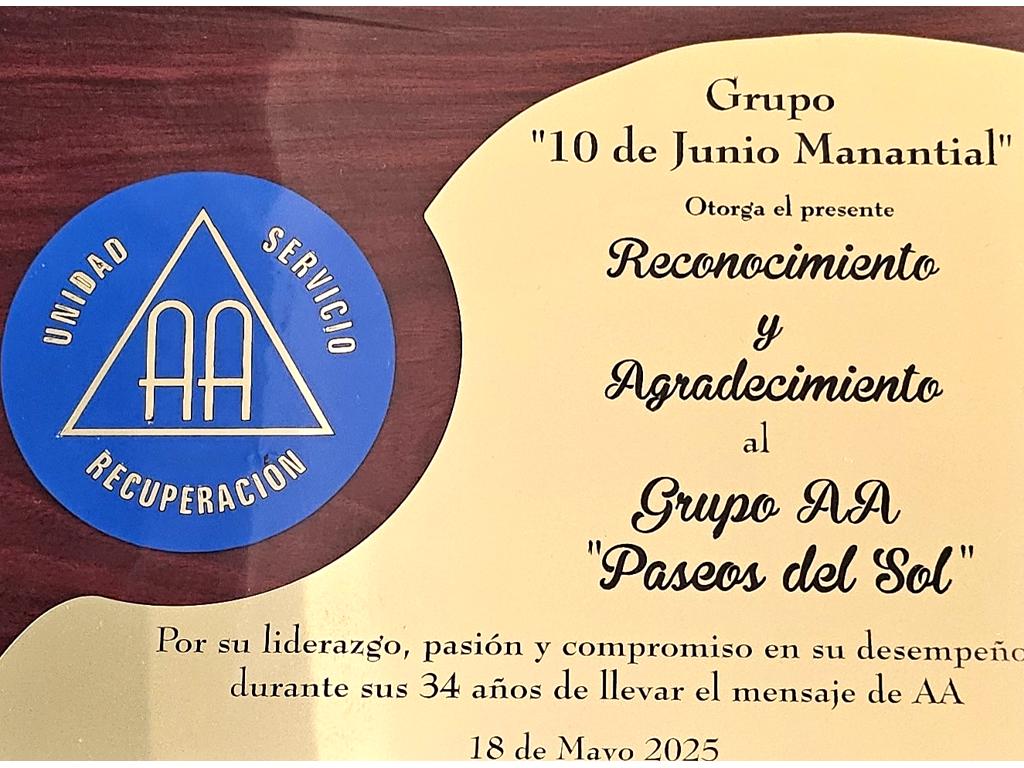 UNIDAD
SERVICIO
AA
RECUPERACIÓN
Grupo
"10 de Junio Manantial"
Otorga el presente
Reconocimiento
y
Agradecimiento
al
Grupo AA
"Paseos del Sol"
Por su liderazgo, pasión y compromiso en su desempeño
durante sus 34 años de llevar el mensaje de AA
18 de Mayo 2025